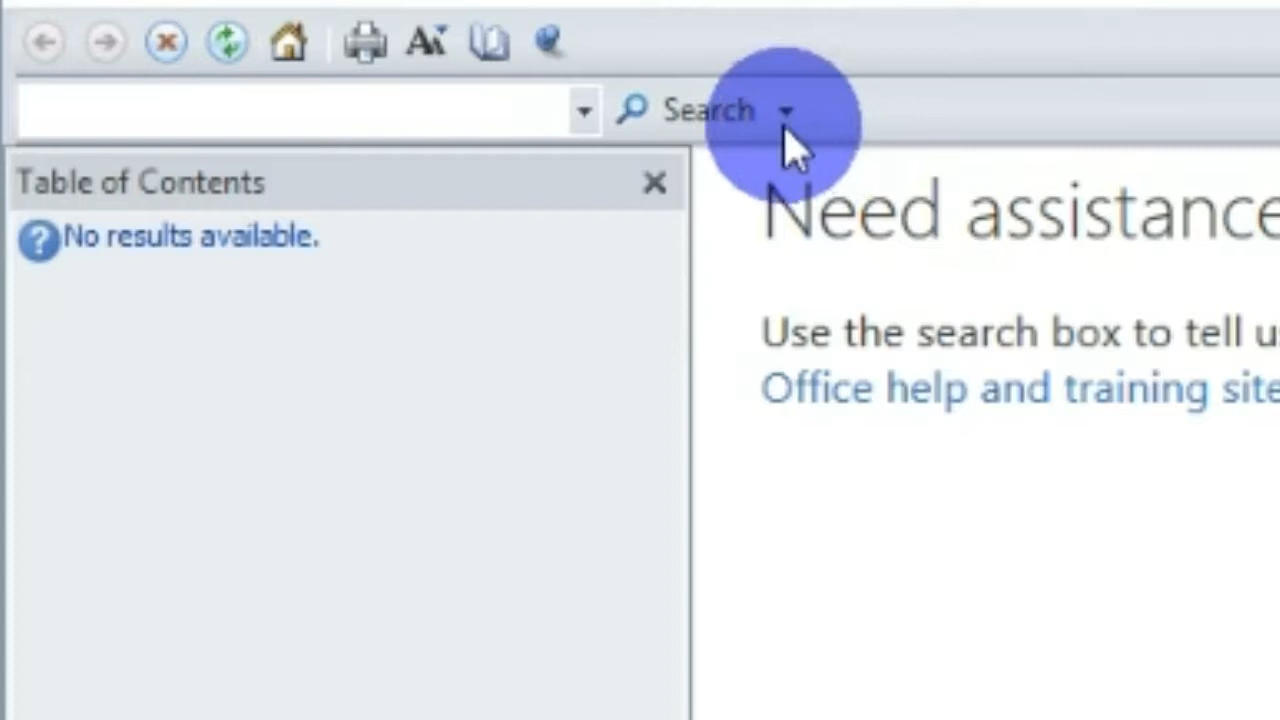 Search
Table of Contents
No results available.
Need assistance
Use the search box to tell u
Office help and training site